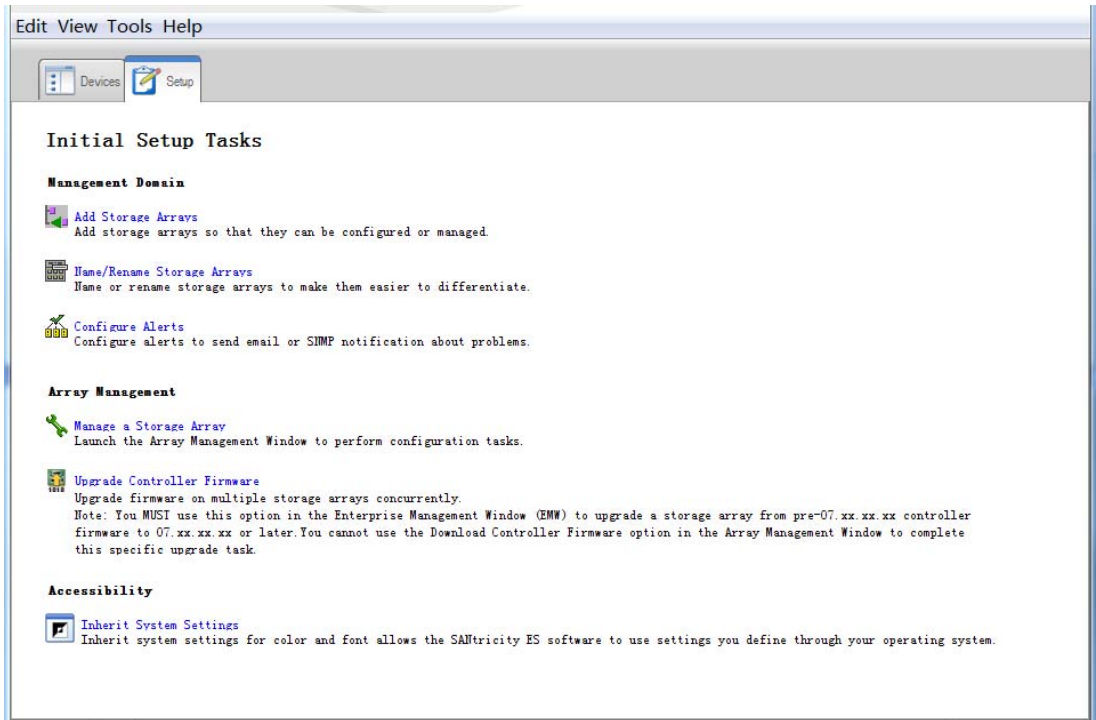 Edit View Tools Help
Devices
Setup
Initial Setup Tasks
Management Domain
Add Storage Arrays
Add storage arrays so that they can be configured or managed.
Name/Rename Storage Arrays
Name or rename storage arrays to make them easier to differentiate.
Configure Alerts
Configure alerts to send email or SNMP notification about problems.
Array Management
Manage a Storage Array
Launch the Array Management Window to perform configuration tasks.
Upgrade Controller Firmware
Upgrade firmware on multiple storage arrays concurrently.
Note: You MUST use this option in the Enterprise Management Window (EMW) to upgrade a storage array from pre-07.xx.xx.xx controller
firmware to 07.xx.xx.xx or later.You cannot use the Download Controller Firmware option in the Array Management Window to complete
this specific upgrade task.
Accessibility
Inherit System Settings
Inherit system settings for color and font allows the SANtricity ES software to use settings you define through your operating system.